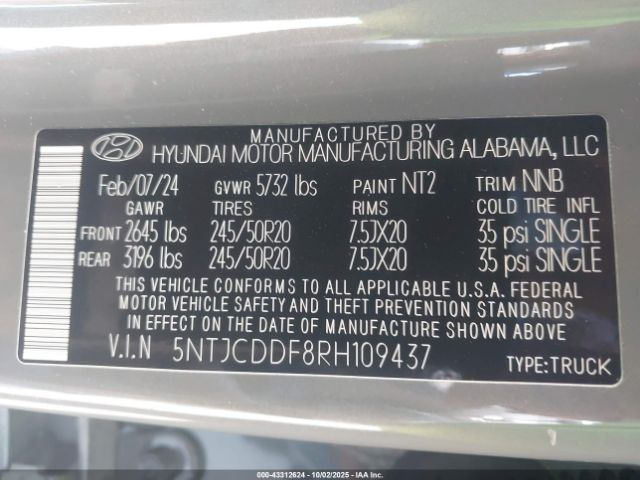 MANUFACTURED BY
HYUNDAI MOTOR MANUFACTURING ALABAMA, LLC
Feb/07/24 GVWR 5732 lbs PAINT NT2 TRIM NNB
GAWR TIRES RIMS COLD TIRE INFL
FRONT 2645 lbs 245/50R20 7.5JX20 35 psi SINGLE
REAR 3196 lbs 245/50R20 7.5JX20 35 psi SINGLE
THIS VEHICLE CONFORMS TO ALL APPLICABLE U.S.A. FEDERAL
MOTOR VEHICLE SAFETY AND THEFT PREVENTION STANDARDS
IN EFFECT ON THE DATE OF MANUFACTURE SHOWN ABOVE
V.I.N 5NTJCDDF8RH109437 TYPE:TRUCK
000-43312624 - 10/02/2025 - IAA Inc.